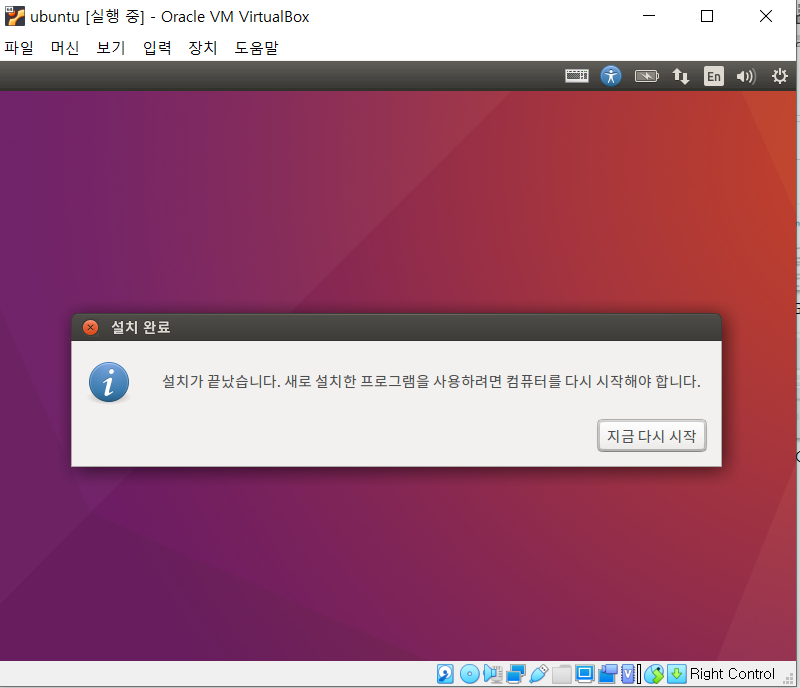 ubuntu [실행 중] - Oracle VM VirtualBox
파일 머신 보기 입력 장치 도움말
En
설치 완료
설치가 끝났습니다. 새로 설치한 프로그램을 사용하려면 컴퓨터를 다시 시작해야 합니다.
지금 다시 시작
Right Control